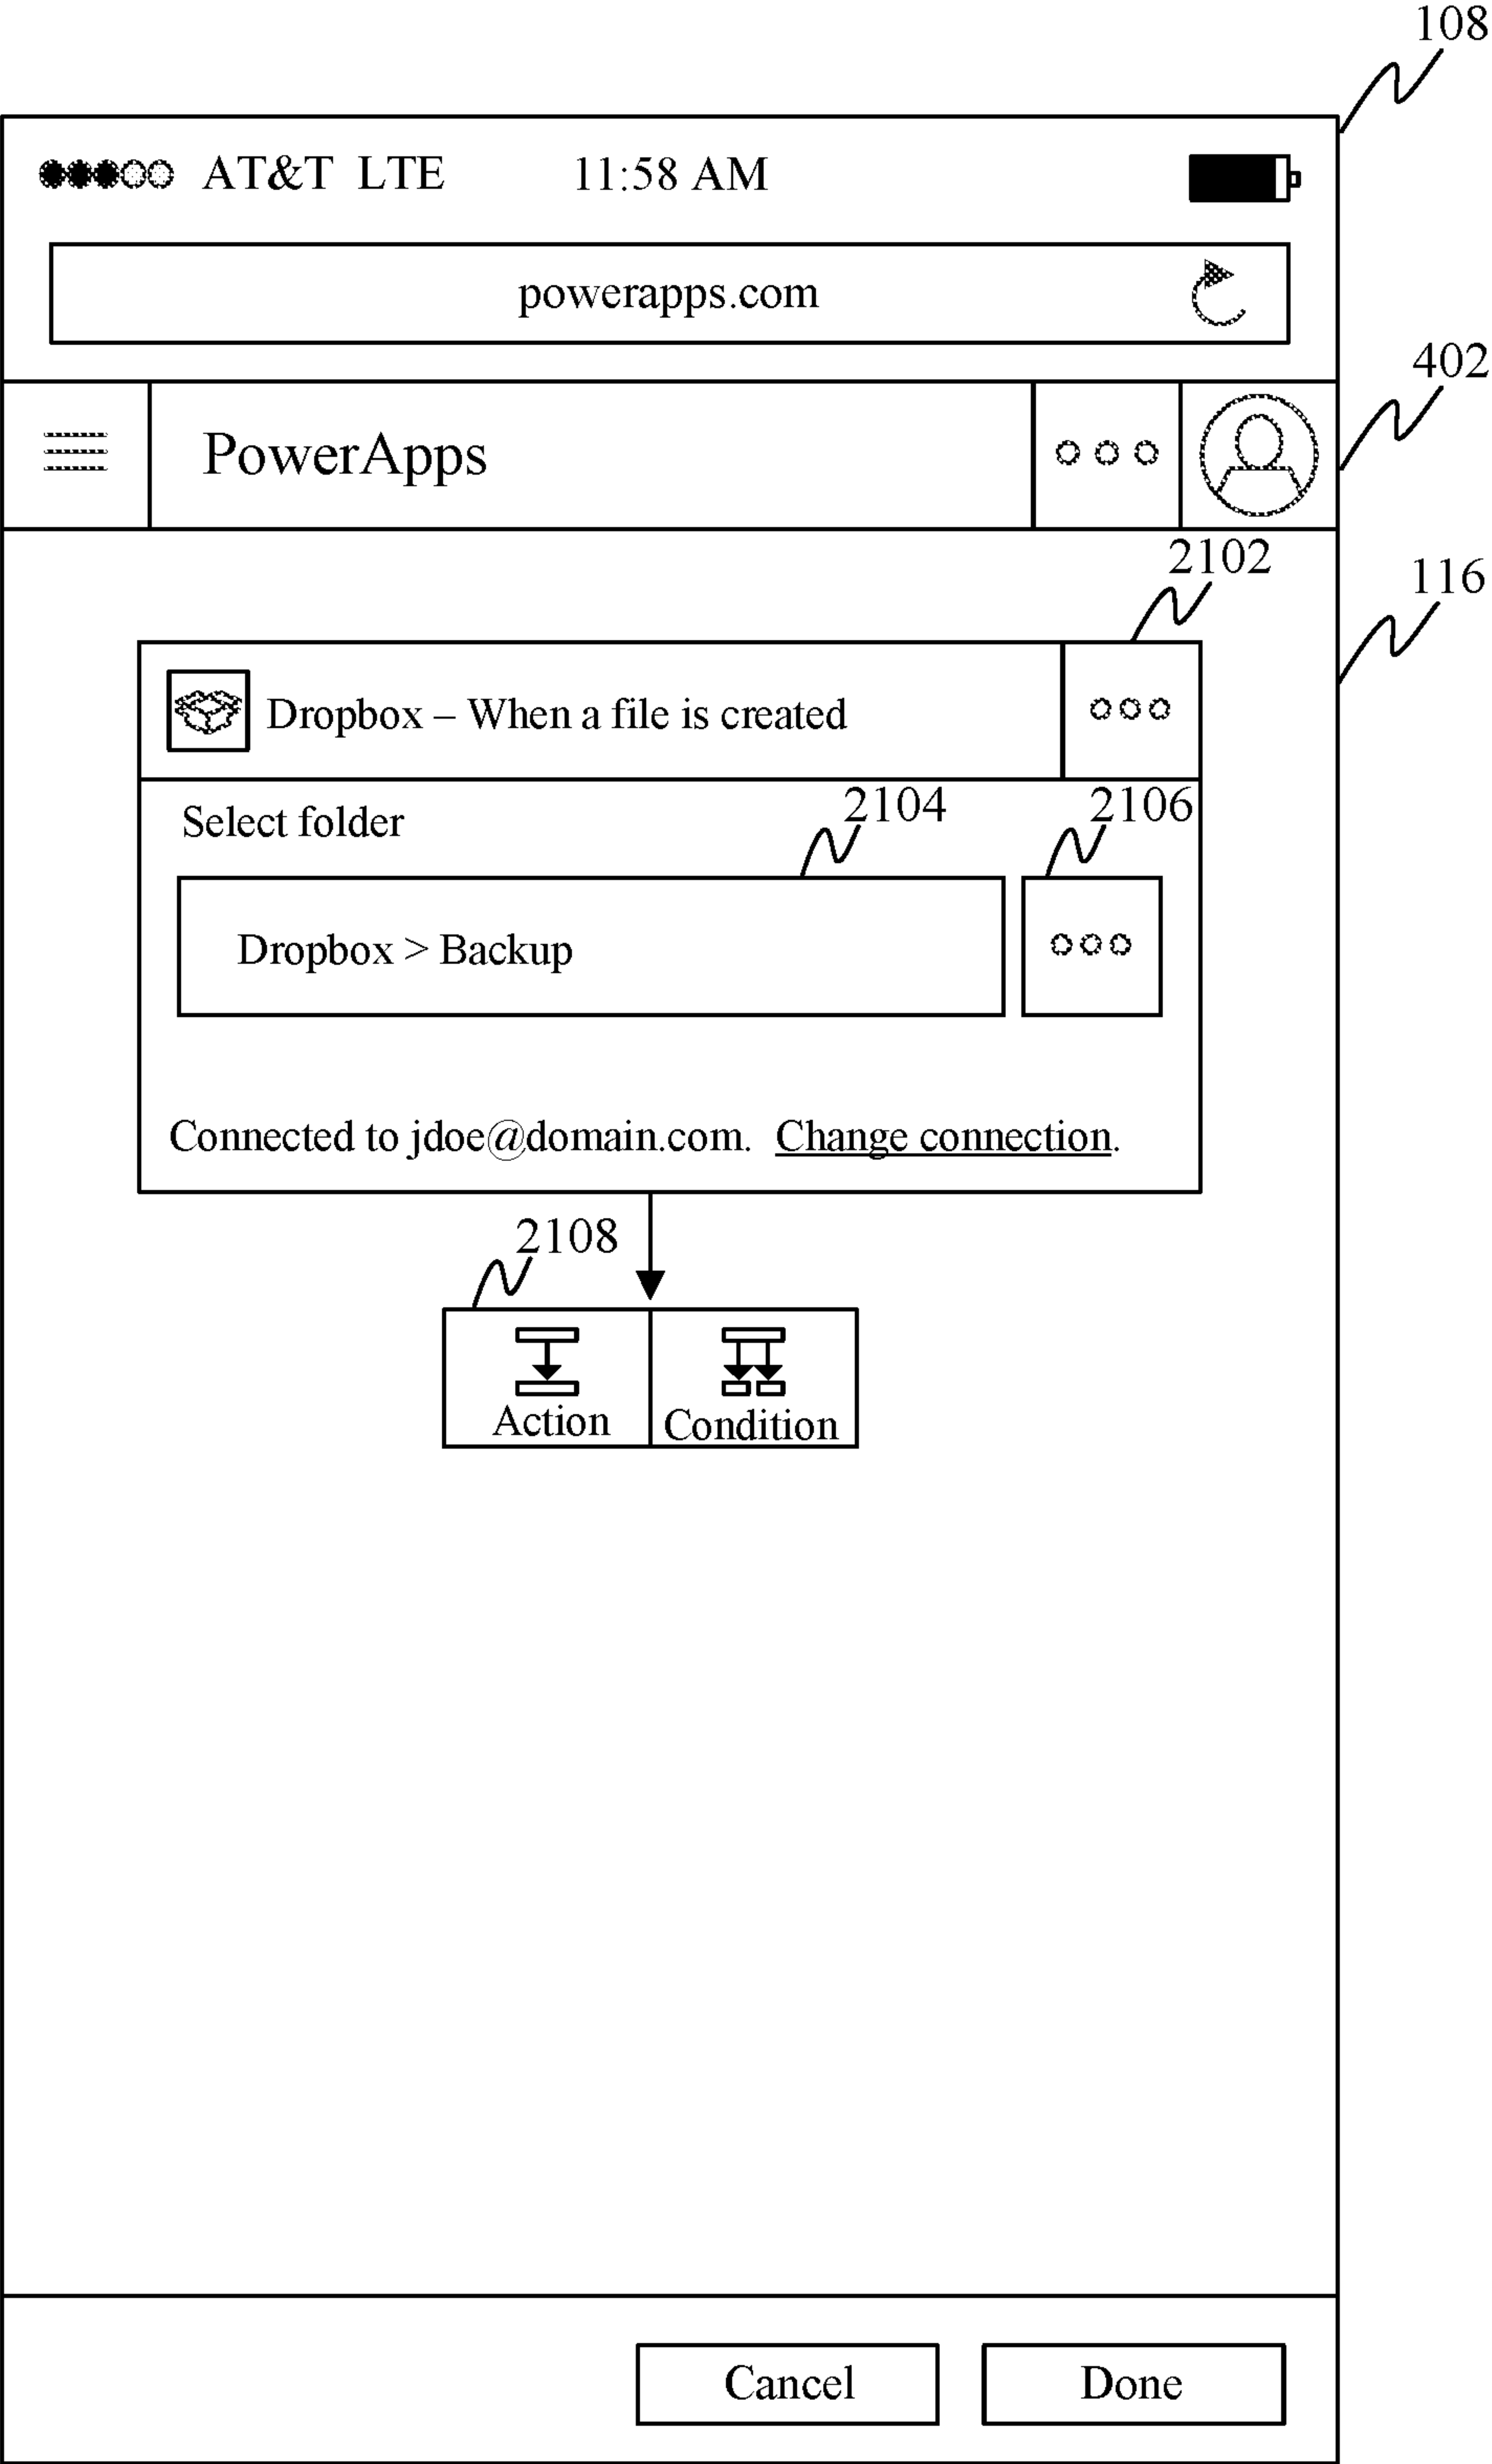 108
AT&T LTE 11:58 AM
powerapps.com
402
PowerApps
2102
116
Dropbox – When a file is created
Select folder
2104
2106
Dropbox > Backup
Connected to jdoe@domain.com. Change connection.
2108
Action Condition
Cancel Done